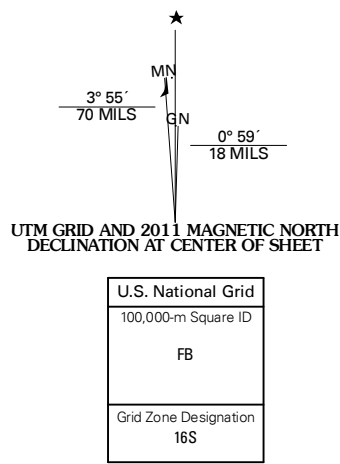 MN
3° 55´
70 MILS
GN
0° 59´
18 MILS
UTM GRID AND 2011 MAGNETIC NORTH
DECLINATION AT CENTER OF SHEET
U.S. National Grid
100,000-m Square ID
FB
Grid Zone Designation
16S